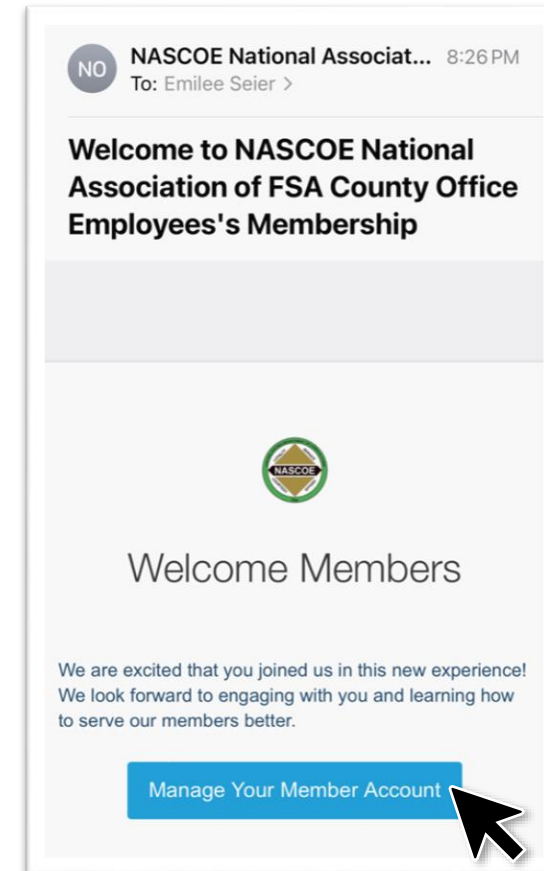 NO
NASCOE National Associat... 8:26 PM
To: Emilee Seier >
Welcome to NASCOE National
Association of FSA County Office
Employees's Membership
NASCOE
Welcome Members
We are excited that you joined us in this new experience!
We look forward to engaging with you and learning how
to serve our members better.
Manage Your Member Account